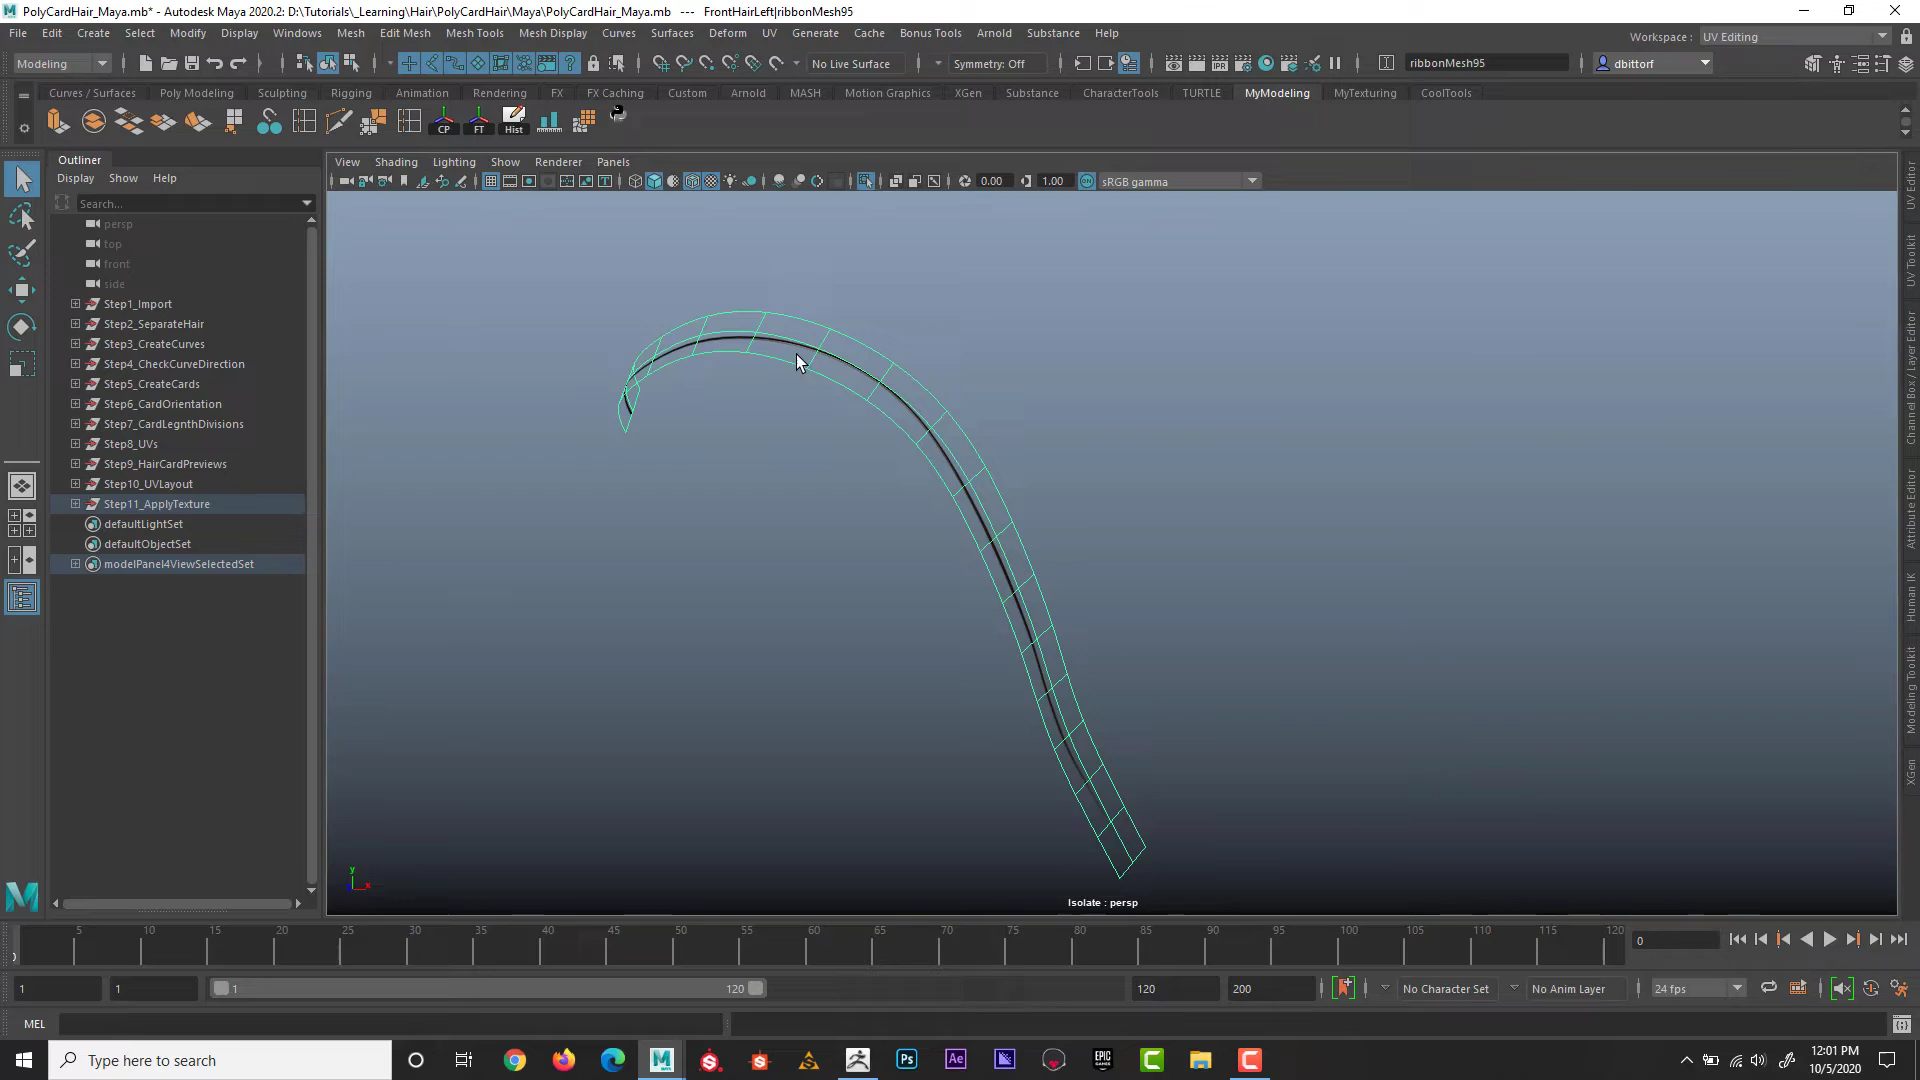 PolyCardHair_Maya.mb* - Autodesk Maya 2020.2: D:\Tutorials\_Learning\Hair\PolyCardHair\Maya\PolyCardHair_Maya.mb --- FrontHairLeft|ribbonMesh95
File Edit Create Select Modify Display Windows Mesh Edit Mesh Mesh Tools Mesh Display Curves Surfaces Deform UV Generate Cache Bonus Tools Arnold Substance Help
Workspace : UV Editing
Modeling No Live Surface Symmetry: Off ribbonMesh95 dbittorf
Curves / Surfaces Poly Modeling Sculpting Rigging Animation Rendering FX FX Caching Custom Arnold MASH Motion Graphics XGen Substance CharacterTools TURTLE MyModeling MyTexturing CoolTools
CP FT Hist
Outliner
Display Show Help
Search...
persp
top
front
side
Step1_Import
Step2_SeparateHair
Step3_CreateCurves
Step4_CheckCurveDirection
Step5_CreateCards
Step6_CardOrientation
Step7_CardLegnthDivisions
Step8_UVs
Step9_HairCardPreviews
Step10_UVLayout
Step11_ApplyTexture
defaultLightSet
defaultObjectSet
modelPanel4ViewSelectedSet
View Shading Lighting Show Renderer Panels
0.00 1.00 ON sRGB gamma
y
x
Isolate : persp
UV Editor
UV Toolkit
Channel Box / Layer Editor
Attribute Editor
Human IK
Modeling Toolkit
XGen
5 10 15 20 25 30 35 40 45 50 55 60 65 70 75 80 85 90 95 100 105 110 115 120
0
1 1 1 120 120 200 No Character Set No Anim Layer 24 fps
MEL
Type here to search
MAYA
Ps
Ae
EPIC GAMES
12:01 PM
10/5/2020